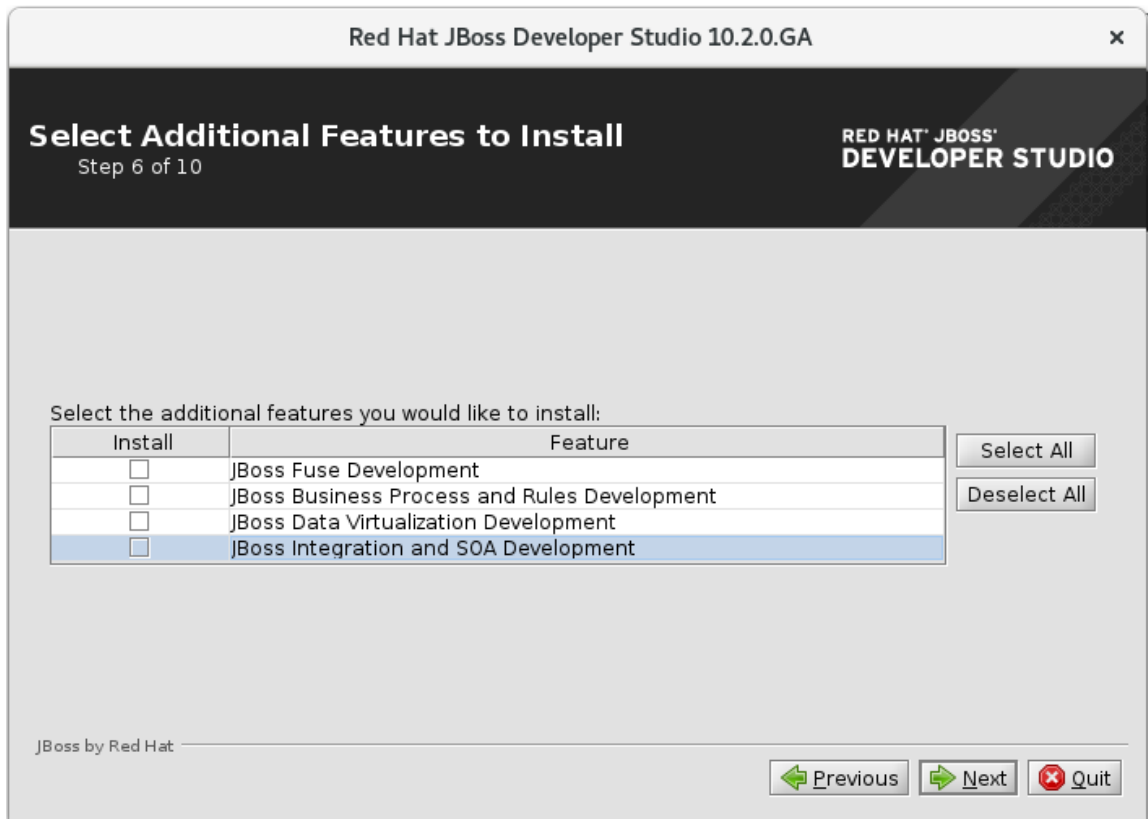 Red Hat JBoss Developer Studio 10.2.0.GA
Select Additional Features to Install
Step 6 of 10
RED HAT® JBOSS®
DEVELOPER STUDIO
Select the additional features you would like to install:
Install Feature
JBoss Fuse Development
JBoss Business Process and Rules Development
JBoss Data Virtualization Development
JBoss Integration and SOA Development
Select All
Deselect All
JBoss by Red Hat
Previous Next Quit